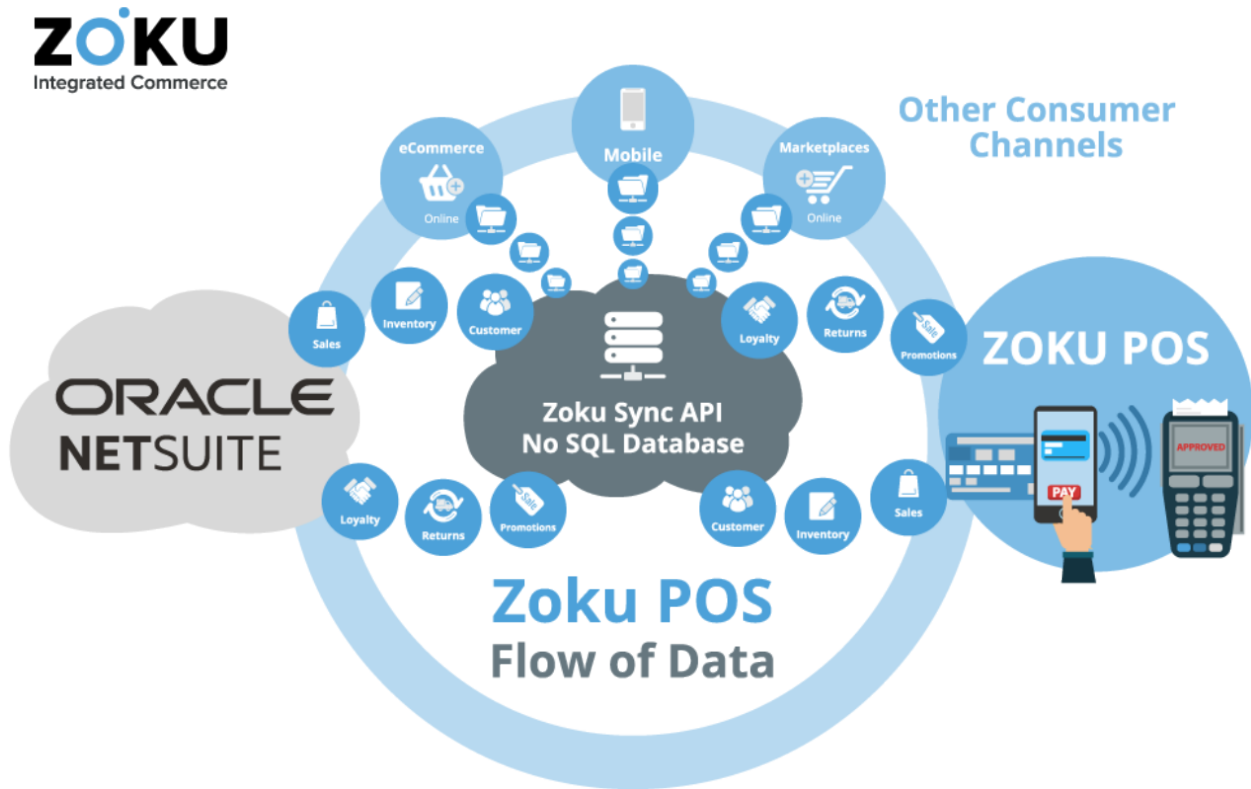 ZOKU
Integrated Commerce
Other Consumer
Channels
eCommerce
Online
Mobile
Marketplaces
Online
Sales
Inventory
Customer
Loyalty
Returns
Sale
Promotions
ORACLE
NETSUITE
Zoku Sync API
No SQL Database
ZOKU POS
PAY
APPROVED
Loyalty
Returns
Sale
Promotions
Customer
Inventory
Sales
Zoku POS
Flow of Data